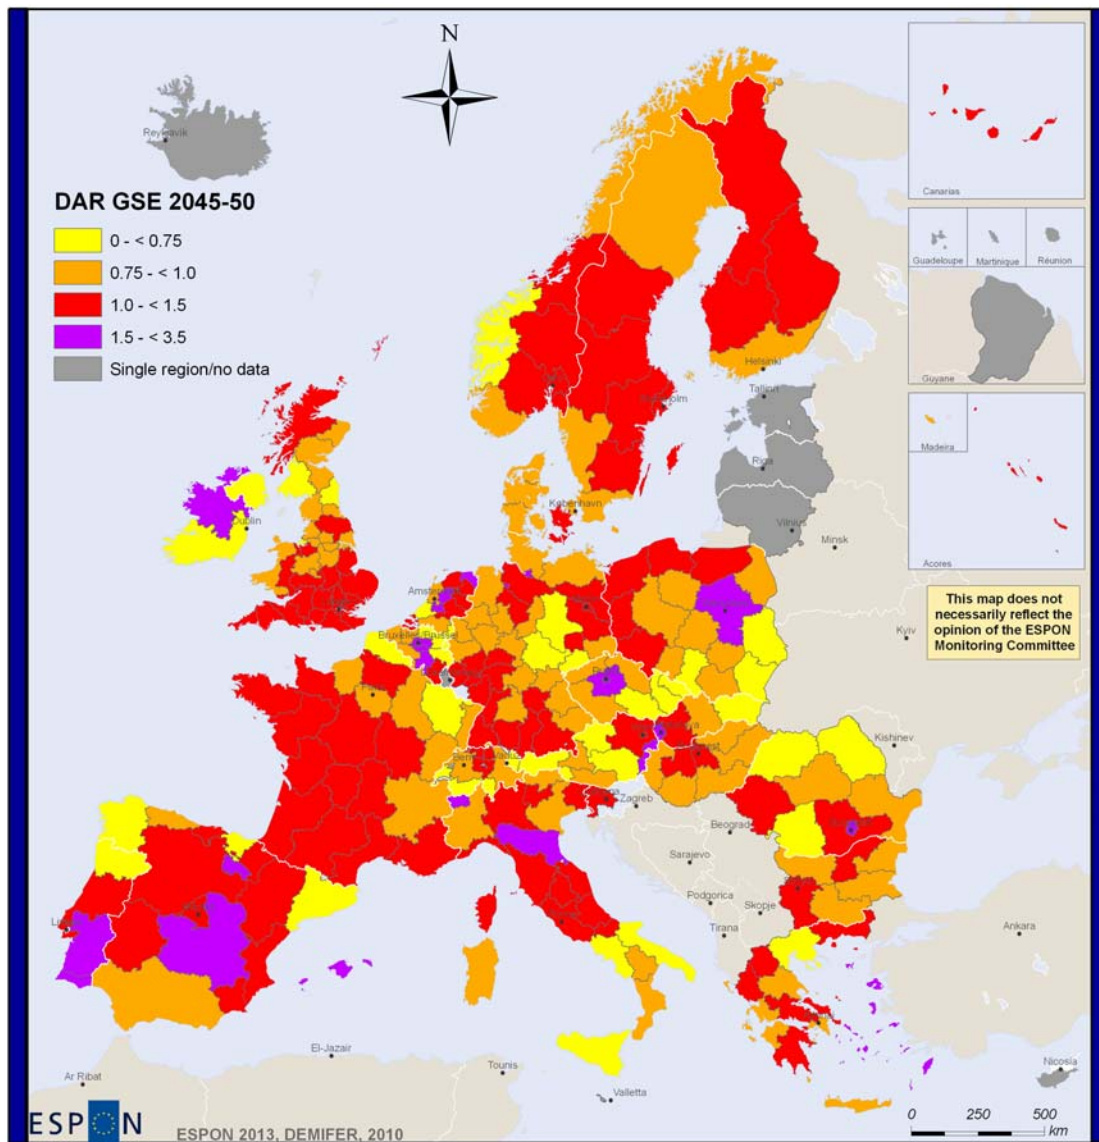 N
Reykjavík
Canarias
DAR GSE 2045-50
0 - < 0.75
0.75 - < 1.0
1.0 - < 1.5
1.5 - < 3.5
Single region/no data
Guadeloupe
Martinique
Réunion
Guyane
Helsinki
Tallinn
Madeira
Riga
København
Vilnius
Minsk
Dublin
Acores
This map does not
necessarily reflect the
opinion of the ESPON
Monitoring Committee
Bruxelles/Brussel
Kyiv
Kishinev
Zagreb
Beograd
Sarajevo
Podgorica
Skopje
Tirana
Ankara
El-Jazair
Tounis
Ar Ribat
Valletta
Nicosia
0 250 500
km
ESPON
ESPON 2013, DEMIFER, 2010